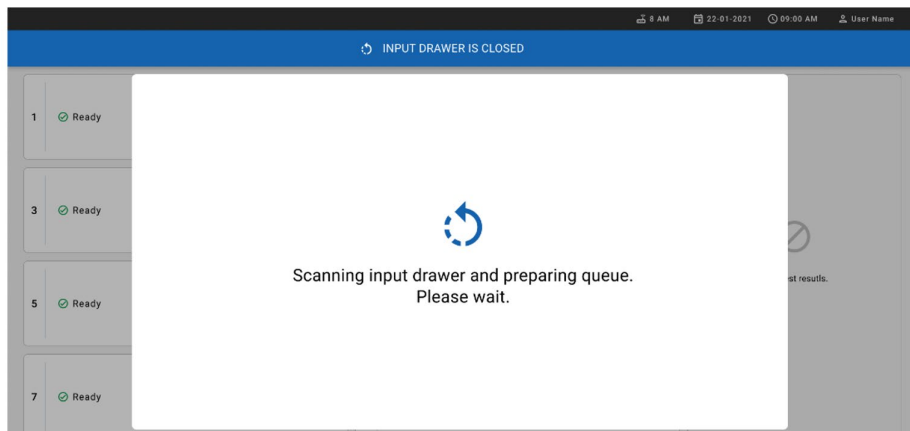 8 AM 22-01-2021 09:00 AM User Name
INPUT DRAWER IS CLOSED
1 Ready
3 Ready
Scanning input drawer and preparing queue.
Please wait.
est resutls.
5 Ready
7 Ready